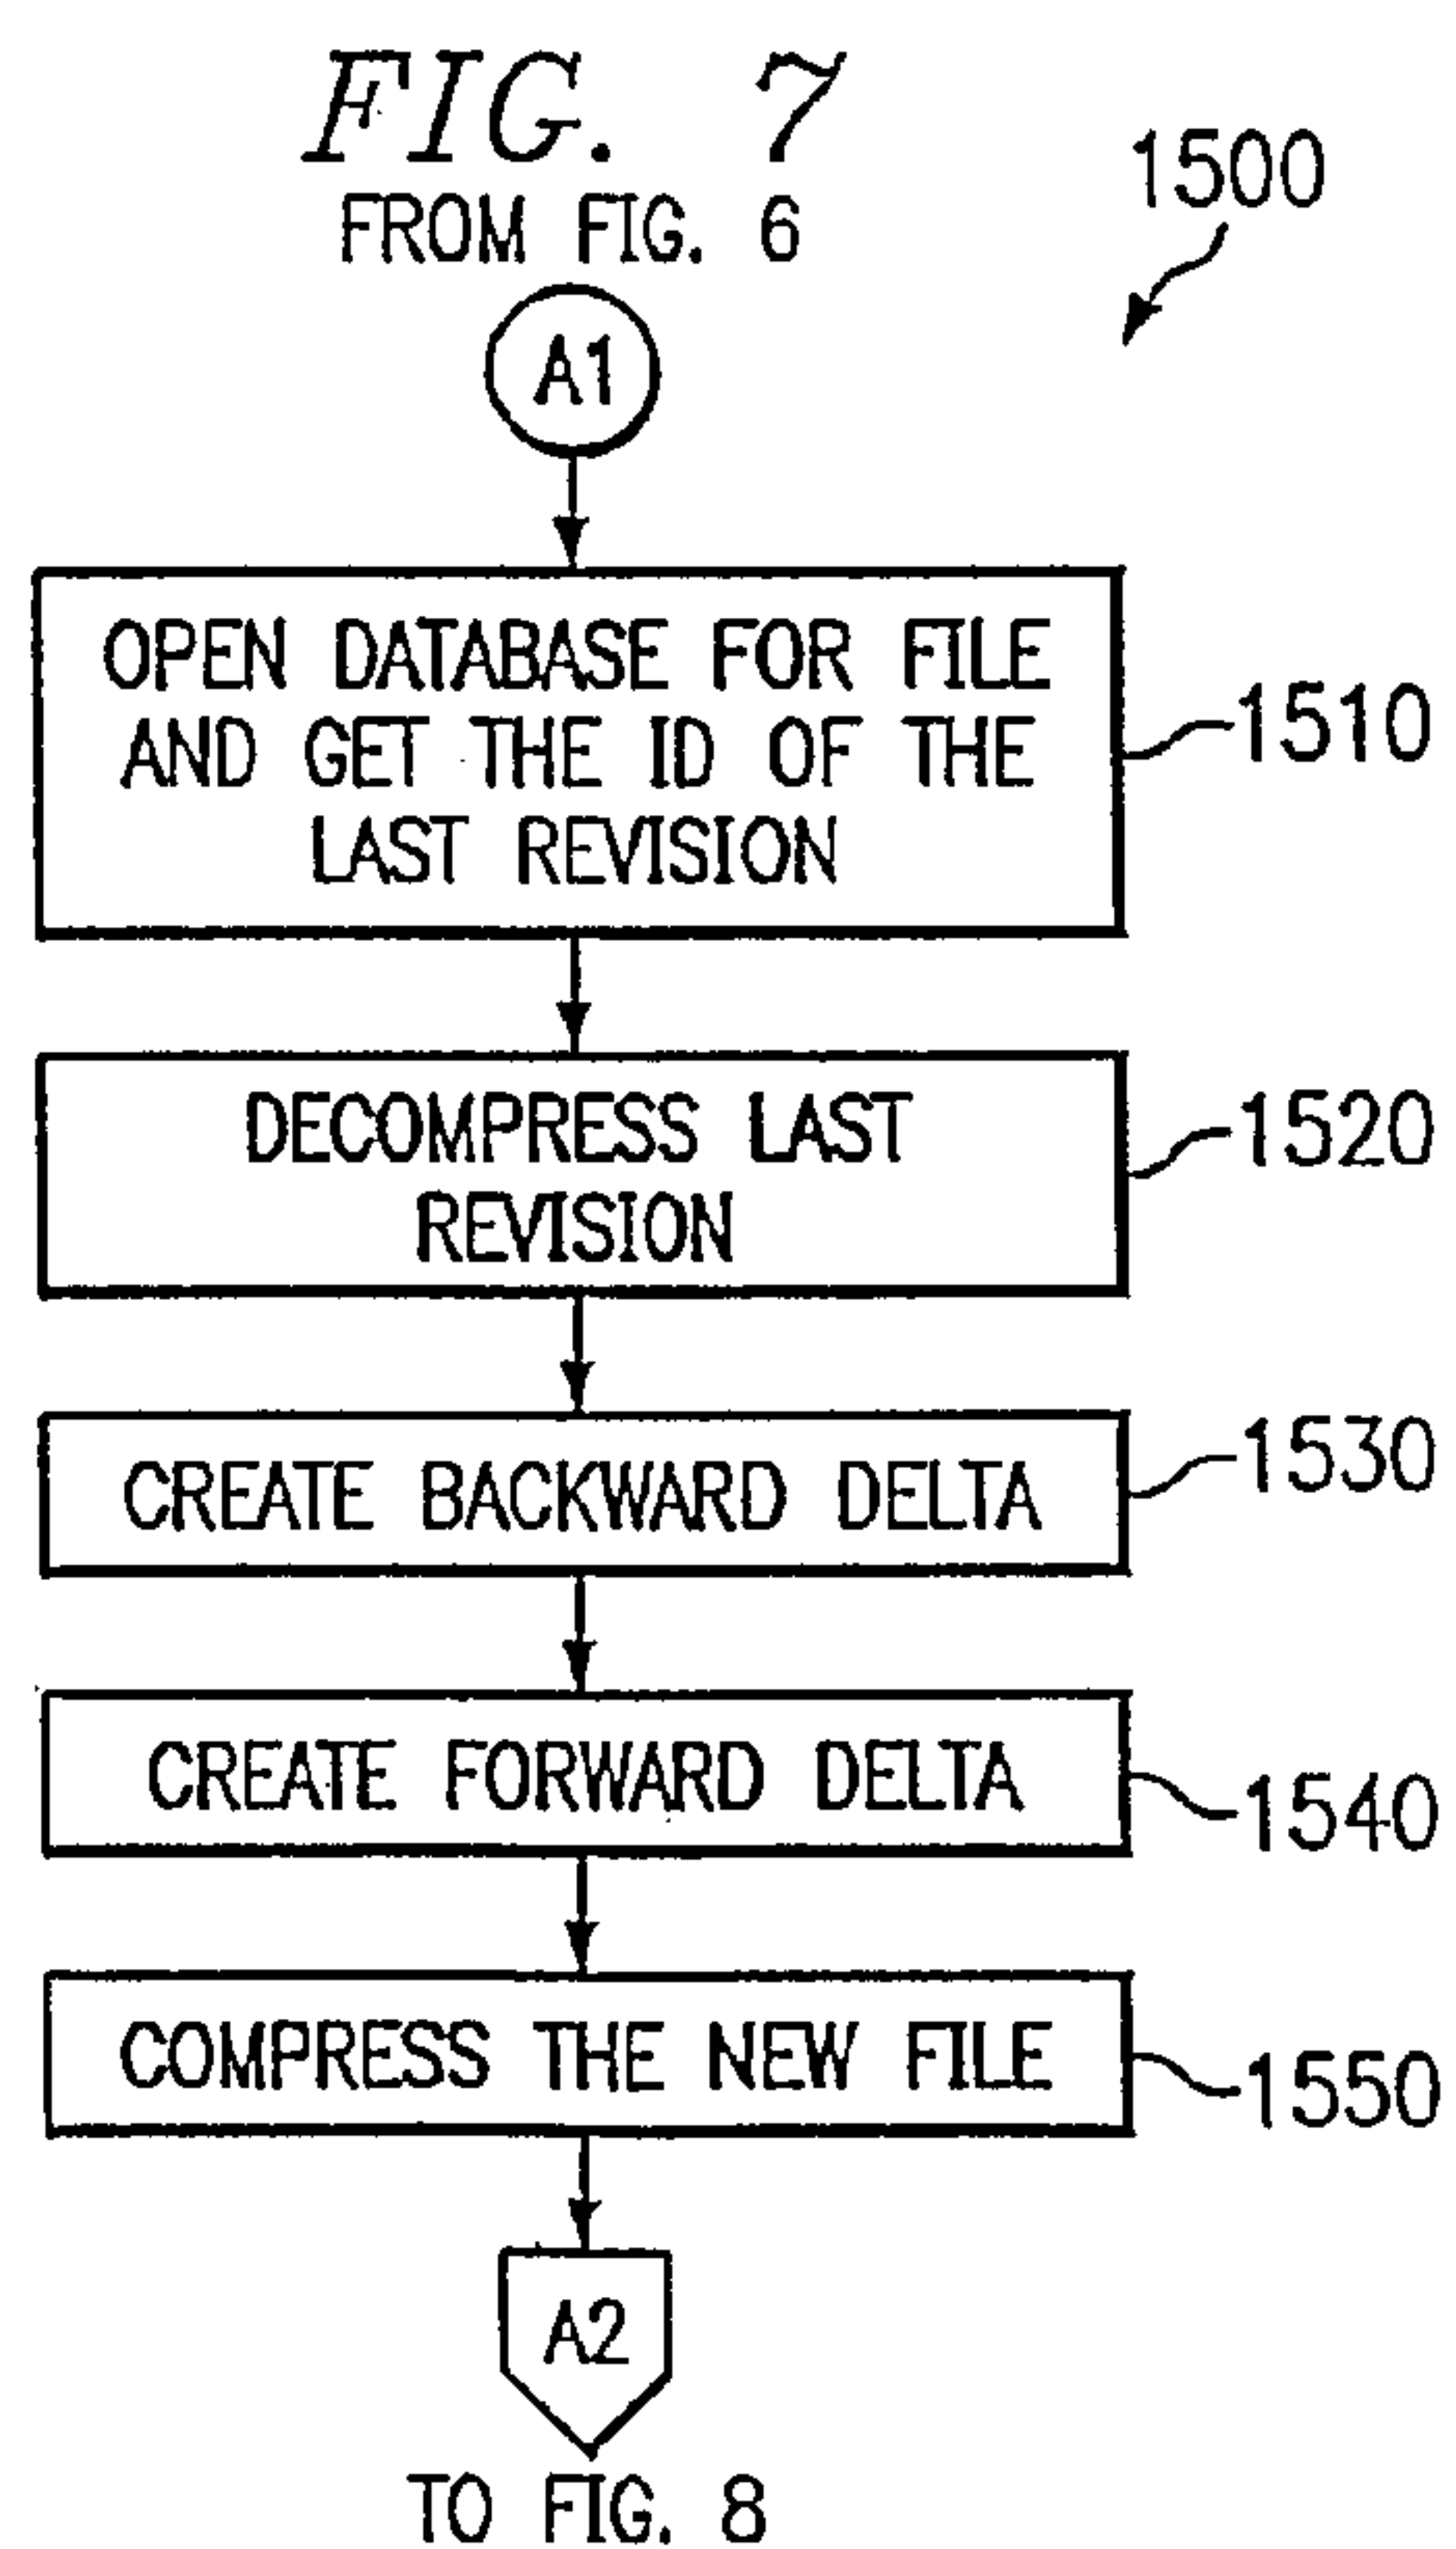 FIG. 7
FROM FIG. 6
1500
A1
OPEN DATABASE FOR FILE
AND GET THE ID OF THE
LAST REVISION
1510
DECOMPRESS LAST
REVISION
1520
CREATE BACKWARD DELTA
1530
CREATE FORWARD DELTA
1540
COMPRESS THE NEW FILE
1550
A2
TO FIG. 8